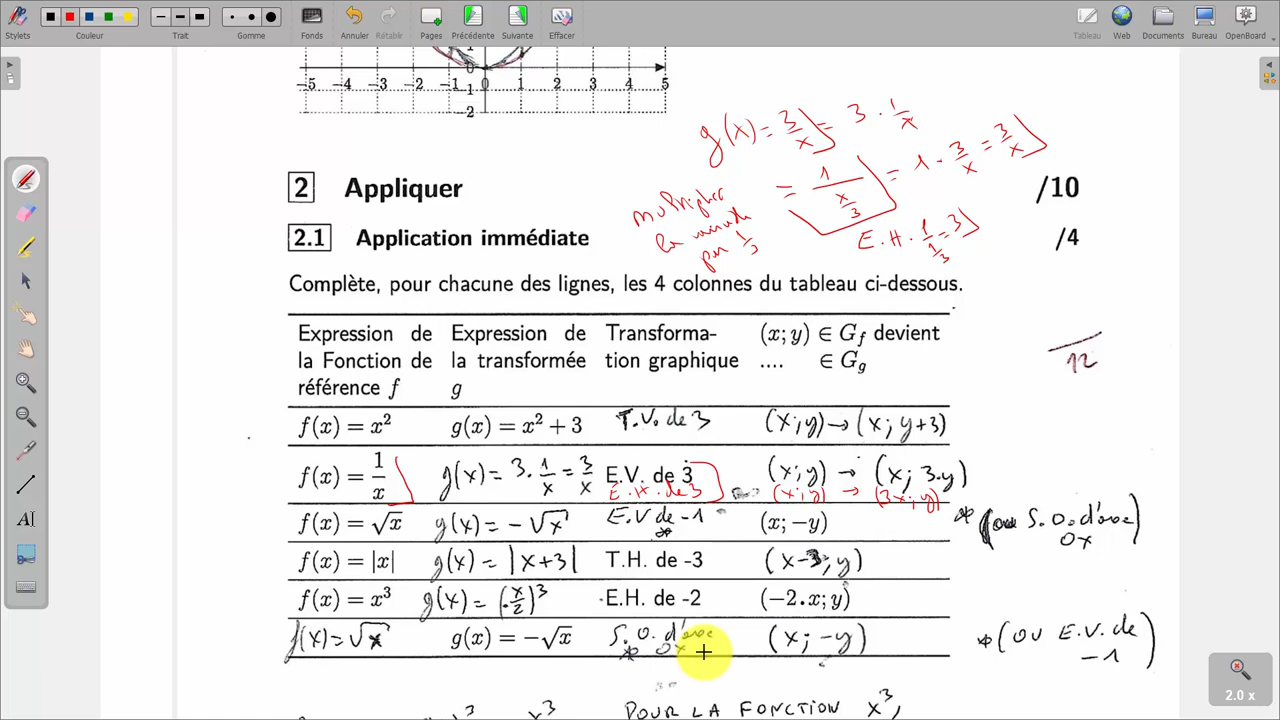 Stylets Couleur Trait Gomme Fonds Annuler Rétablir Pages Précédente Suivante Effacer Tableau Web Documents Bureau OpenBoard
-5 -4 -3 -2 -1 0 1 2 3 4 5
-1
-2
g(x) = 3/x = 3 · 1/x
= 1/(x/3) = 1 · 3/x = 3/x
multiplier
la minute
par 1/3
E.H. 1/(1/3) = 3
2 Appliquer /10
2.1 Application immédiate /4
Complète, pour chacune des lignes, les 4 colonnes du tableau ci-dessous.
Expression de la Fonction de référence f
Expression de la transformée g
Transforma-tion graphique
(x; y) ∈ Gf devient .... ∈ Gg
12
f(x) = x² g(x) = x² + 3 T.V. de 3 (x;y) → (x; y+3)
f(x) = 1/x g(x) = 3 · 1/x = 3/x E.V. de 3 (x;y) → (x; 3.y)
E.H. de 3 (x;y) → (3x;y)
f(x) = √x g(x) = -√x E.V de -1 * (x; -y) * (ou S.O. d'axe OX)
f(x) = |x| g(x) = |x+3| T.H. de -3 (x-3; y)
f(x) = x³ g(x) = (x/-2)³ E.H. de -2 (-2.x; y)
f(x) = √x g(x) = -√x S.O. d'axe OX * (x; -y) * (ou E.V. de -1)
x³ x³ POUR LA FONCTION x³,
2.0 x